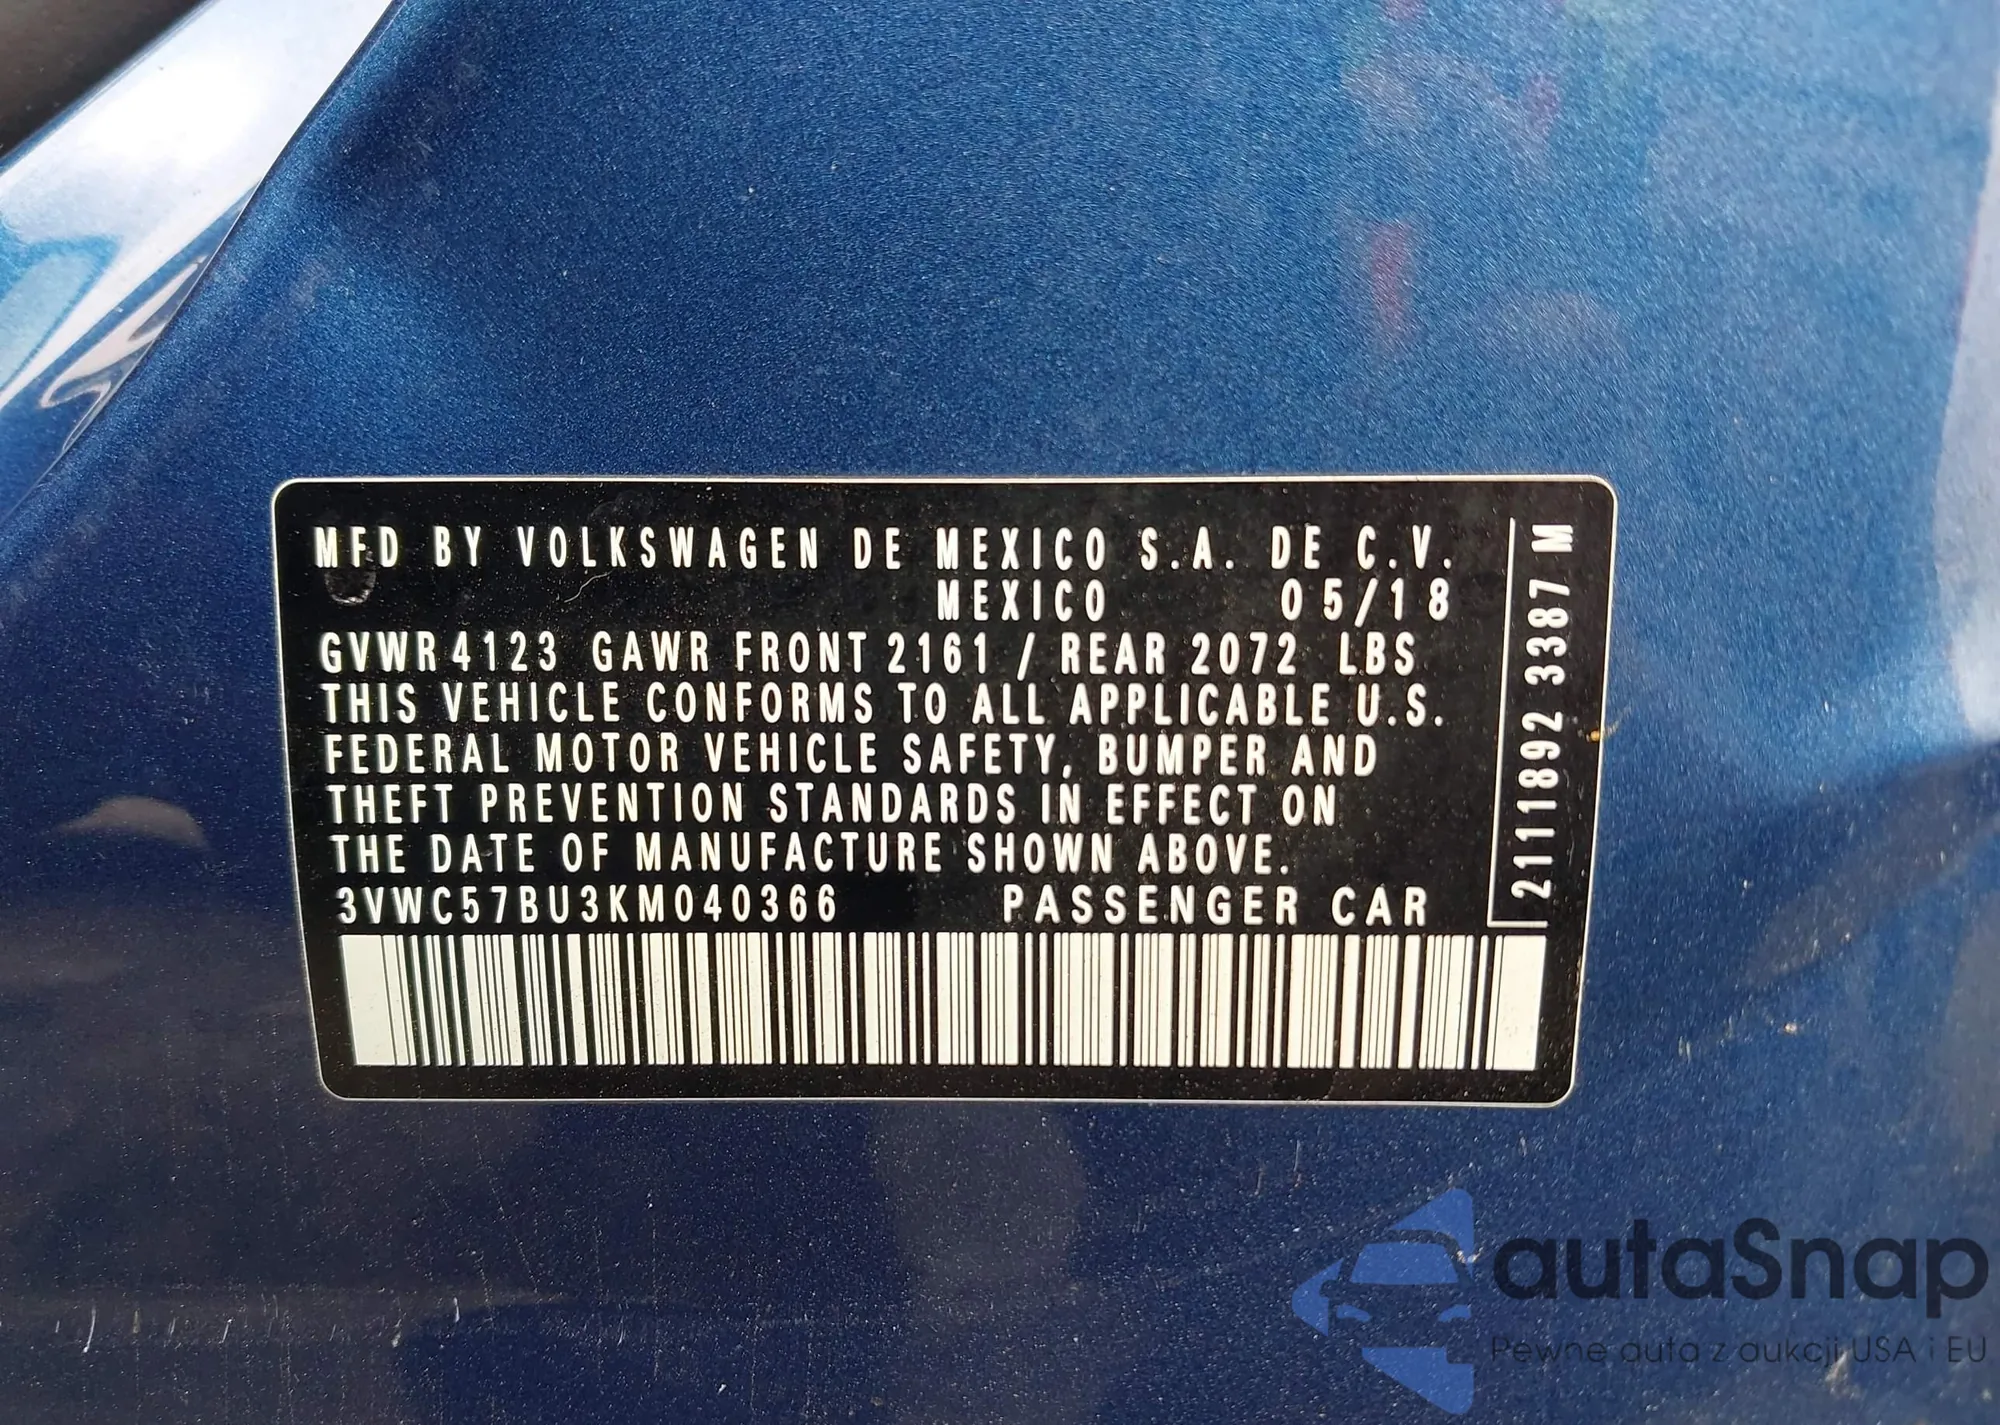 MFD BY VOLKSWAGEN DE MEXICO S.A. DE C.V.
MEXICO 05/18
GVWR 4123 GAWR FRONT 2161 / REAR 2072 LBS
THIS VEHICLE CONFORMS TO ALL APPLICABLE U.S.
FEDERAL MOTOR VEHICLE SAFETY, BUMPER AND
THEFT PREVENTION STANDARDS IN EFFECT ON
THE DATE OF MANUFACTURE SHOWN ABOVE.
3VWC57BU3KM040366 PASSENGER CAR
2111892 3387 M
autaSnap
Pewne auta z aukcji USA i EU